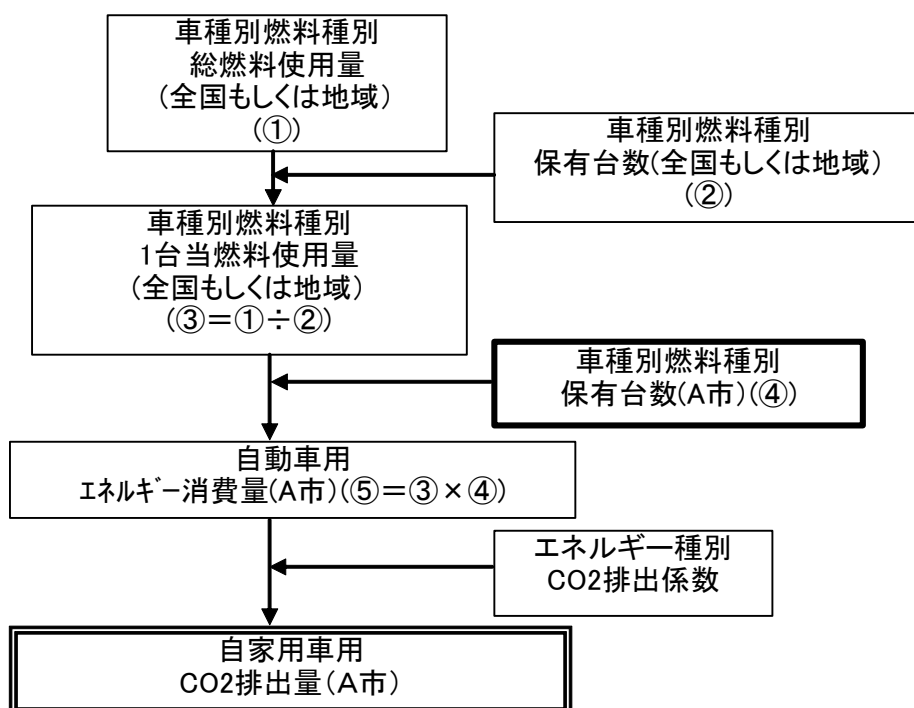 車種別燃料種別
総燃料使用量
(全国もしくは地域)
(①)
車種別燃料種別
保有台数(全国もしくは地域)
(②)
車種別燃料種別
1台当燃料使用量
(全国もしくは地域)
(③＝①÷②)
車種別燃料種別
保有台数(A市)(④)
自動車用
ｴﾈﾙｷﾞｰ消費量(A市)(⑤＝③×④)
エネルギー種別
CO2排出係数
自家用車用
CO2排出量(A市)